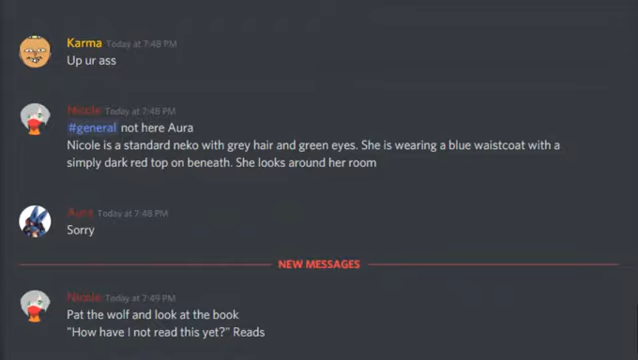 Karma Today at 7:48 PM
Up ur ass
Nicole Today at 7:48 PM
#general not here Aura
Nicole is a standard neko with grey hair and green eyes. She is wearing a blue waistcoat with a
simply dark red top on beneath. She looks around her room
Aura Today at 7:48 PM
Sorry
NEW MESSAGES
Nicole Today at 7:49 PM
Pat the wolf and look at the book
"How have I not read this yet?" Reads